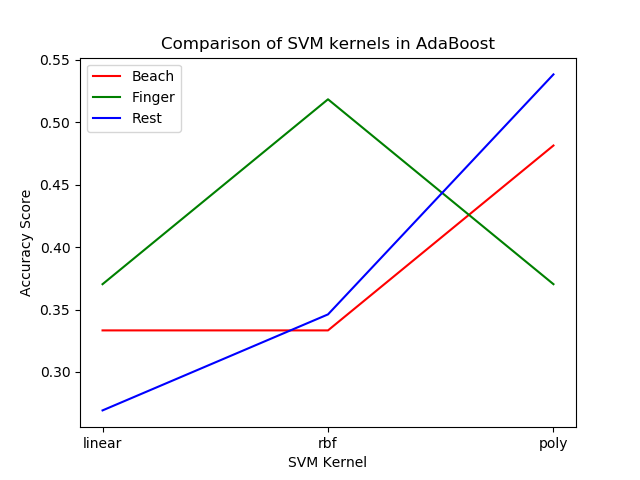 Comparison of SVM kernels in AdaBoost
Beach
Finger
Rest
Accuracy Score
0.55
0.50
0.45
0.40
0.35
0.30
linear rbf poly
SVM Kernel